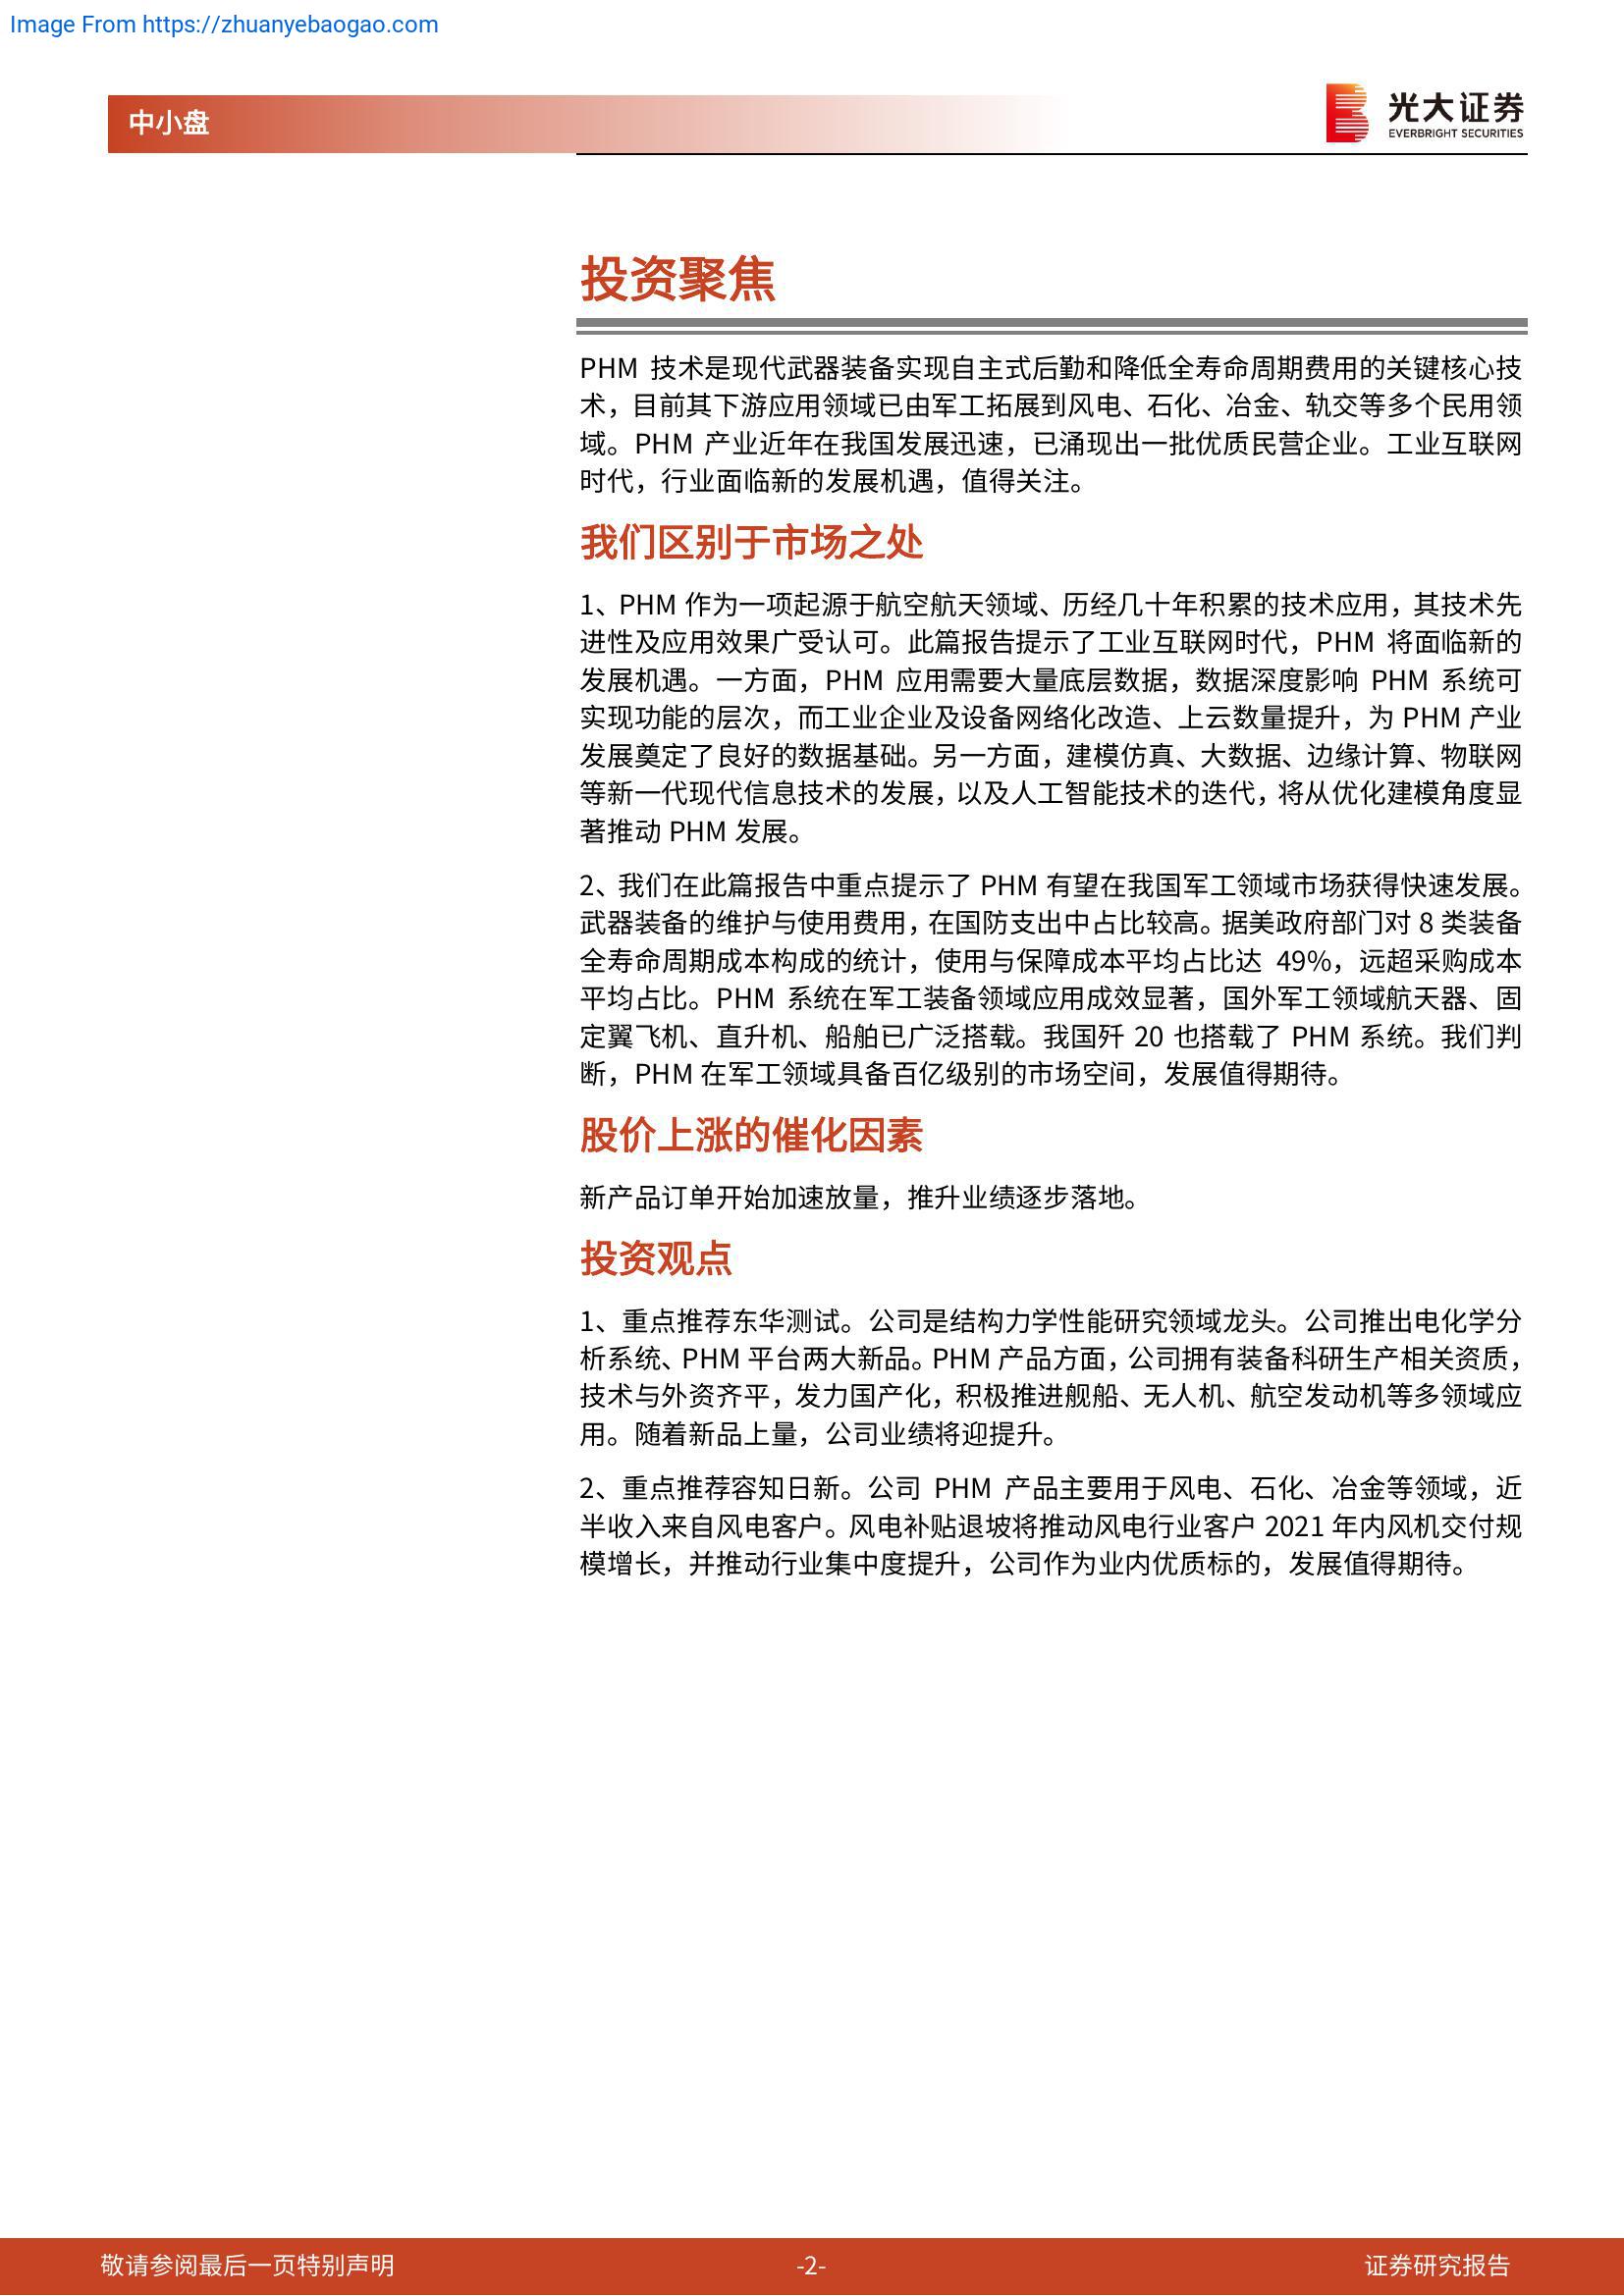 Image From https://zhuanyebaogao.com
中小盘
光大证券
EVERBRIGHT SECURITIES
投资聚焦
PHM 技术是现代武器装备实现自主式后勤和降低全寿命周期费用的关键核心技
术，目前其下游应用领域已由军工拓展到风电、石化、冶金、轨交等多个民用领
域。PHM 产业近年在我国发展迅速，已涌现出一批优质民营企业。工业互联网
时代，行业面临新的发展机遇，值得关注。
我们区别于市场之处
1、PHM 作为一项起源于航空航天领域、历经几十年积累的技术应用，其技术先
进性及应用效果广受认可。此篇报告提示了工业互联网时代，PHM 将面临新的
发展机遇。一方面，PHM 应用需要大量底层数据，数据深度影响 PHM 系统可
实现功能的层次，而工业企业及设备网络化改造、上云数量提升，为 PHM 产业
发展奠定了良好的数据基础。另一方面，建模仿真、大数据、边缘计算、物联网
等新一代现代信息技术的发展，以及人工智能技术的迭代，将从优化建模角度显
著推动 PHM 发展。
2、我们在此篇报告中重点提示了 PHM 有望在我国军工领域市场获得快速发展。
武器装备的维护与使用费用，在国防支出中占比较高。据美政府部门对 8 类装备
全寿命周期成本构成的统计，使用与保障成本平均占比达 49%，远超采购成本
平均占比。PHM 系统在军工装备领域应用成效显著，国外军工领域航天器、固
定翼飞机、直升机、船舶已广泛搭载。我国歼 20 也搭载了 PHM 系统。我们判
断，PHM 在军工领域具备百亿级别的市场空间，发展值得期待。
股价上涨的催化因素
新产品订单开始加速放量，推升业绩逐步落地。
投资观点
1、重点推荐东华测试。公司是结构力学性能研究领域龙头。公司推出电化学分
析系统、PHM 平台两大新品。PHM 产品方面，公司拥有装备科研生产相关资质，
技术与外资齐平，发力国产化，积极推进舰船、无人机、航空发动机等多领域应
用。随着新品上量，公司业绩将迎提升。
2、重点推荐容知日新。公司 PHM 产品主要用于风电、石化、冶金等领域，近
半收入来自风电客户。风电补贴退坡将推动风电行业客户 2021 年内风机交付规
模增长，并推动行业集中度提升，公司作为业内优质标的，发展值得期待。
敬请参阅最后一页特别声明
-2-
证券研究报告